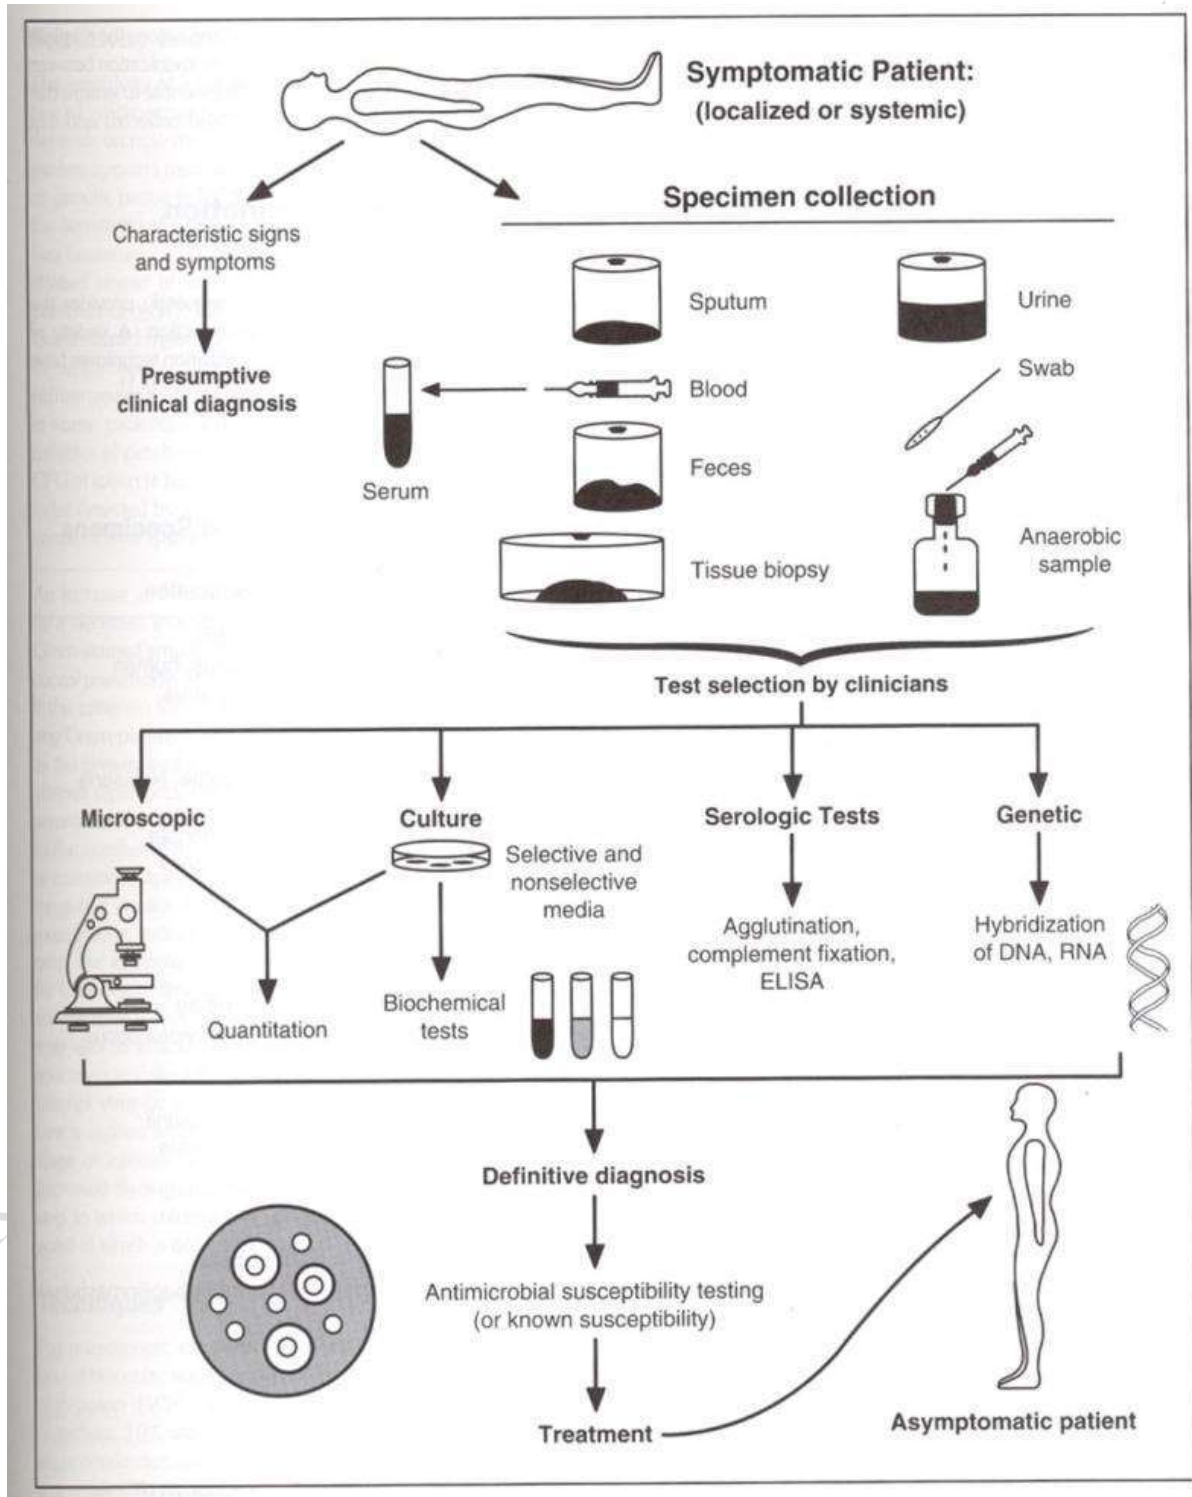 Symptomatic Patient:
(localized or systemic)
Specimen collection
Characteristic signs
and symptoms
Presumptive
clinical diagnosis
Sputum
Urine
Blood
Swab
Serum
Feces
Tissue biopsy
Anaerobic
sample
Test selection by clinicians
Microscopic
Culture
Selective and
nonselective
media
Serologic Tests
Genetic
Quantitation
Biochemical
tests
Agglutination,
complement fixation,
ELISA
Hybridization
of DNA, RNA
Definitive diagnosis
Antimicrobial susceptibility testing
(or known susceptibility)
Treatment
Asymptomatic patient